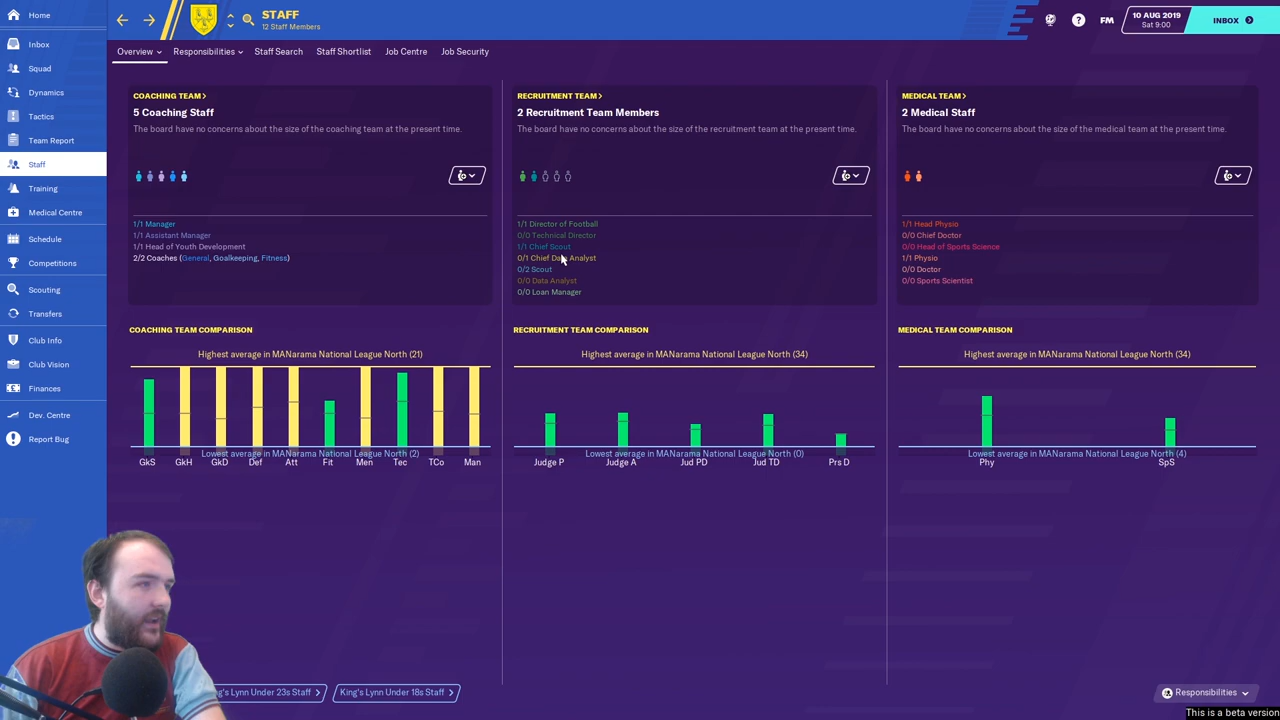 Home
Inbox
Squad
Dynamics
Tactics
Team Report
Staff
Training
Medical Centre
Schedule
Competitions
Scouting
Transfers
Club Info
Club Vision
Finances
Dev. Centre
Report Bug
STAFF
12 Staff Members
FM
10 AUG 2019
Sat 9:00
INBOX
Overview
Responsibilities
Staff Search
Staff Shortlist
Job Centre
Job Security
COACHING TEAM
5 Coaching Staff
The board have no concerns about the size of the coaching team at the present time.
1/1 Manager
1/1 Assistant Manager
1/1 Head of Youth Development
2/2 Coaches (General, Goalkeeping, Fitness)
RECRUITMENT TEAM
2 Recruitment Team Members
The board have no concerns about the size of the recruitment team at the present time.
1/1 Director of Football
0/0 Technical Director
1/1 Chief Scout
0/1 Chief Data Analyst
0/2 Scout
0/0 Data Analyst
0/0 Loan Manager
MEDICAL TEAM
2 Medical Staff
The board have no concerns about the size of the medical team at the present time.
1/1 Head Physio
0/0 Chief Doctor
0/0 Head of Sports Science
1/1 Physio
0/0 Doctor
0/0 Sports Scientist
COACHING TEAM COMPARISON
Highest average in MANarama National League North (21)
Lowest average in MANarama National League North (2)
GkS GkH GkD Def Att Fit Men Tec TCo Man
RECRUITMENT TEAM COMPARISON
Highest average in MANarama National League North (34)
Lowest average in MANarama National League North (0)
Judge P Judge A Jud PD Jud TD Prs D
MEDICAL TEAM COMPARISON
Highest average in MANarama National League North (34)
Lowest average in MANarama National League North (4)
Phy SpS
g's Lynn Under 23s Staff
King's Lynn Under 18s Staff
Responsibilities
This is a beta version